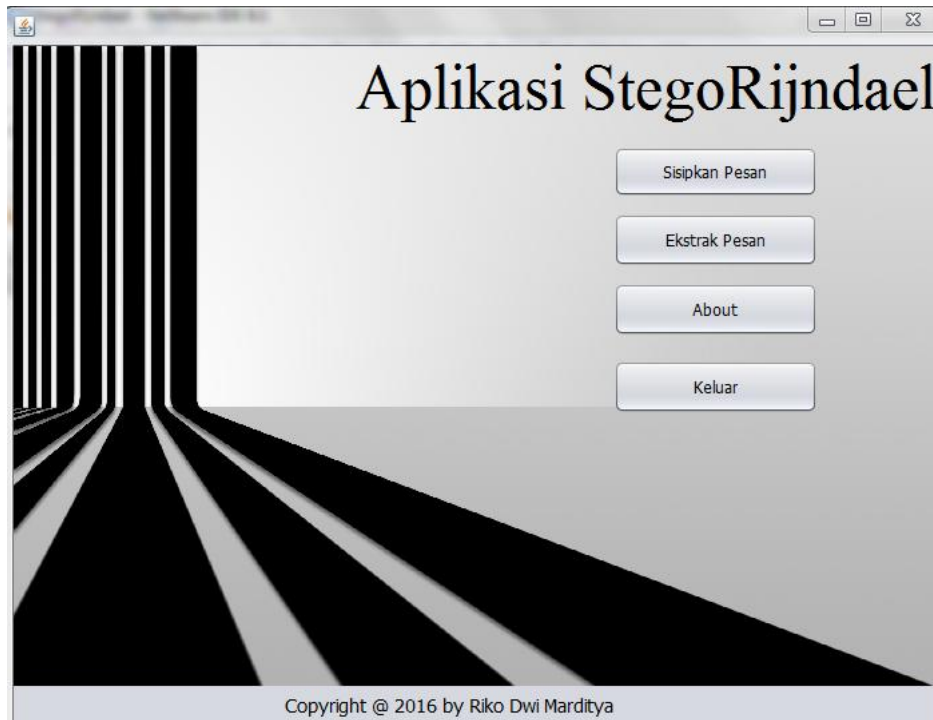 Aplikasi StegoRijndael
Sisipkan Pesan
Ekstrak Pesan
About
Keluar
Copyright @ 2016 by Riko Dwi Marditya